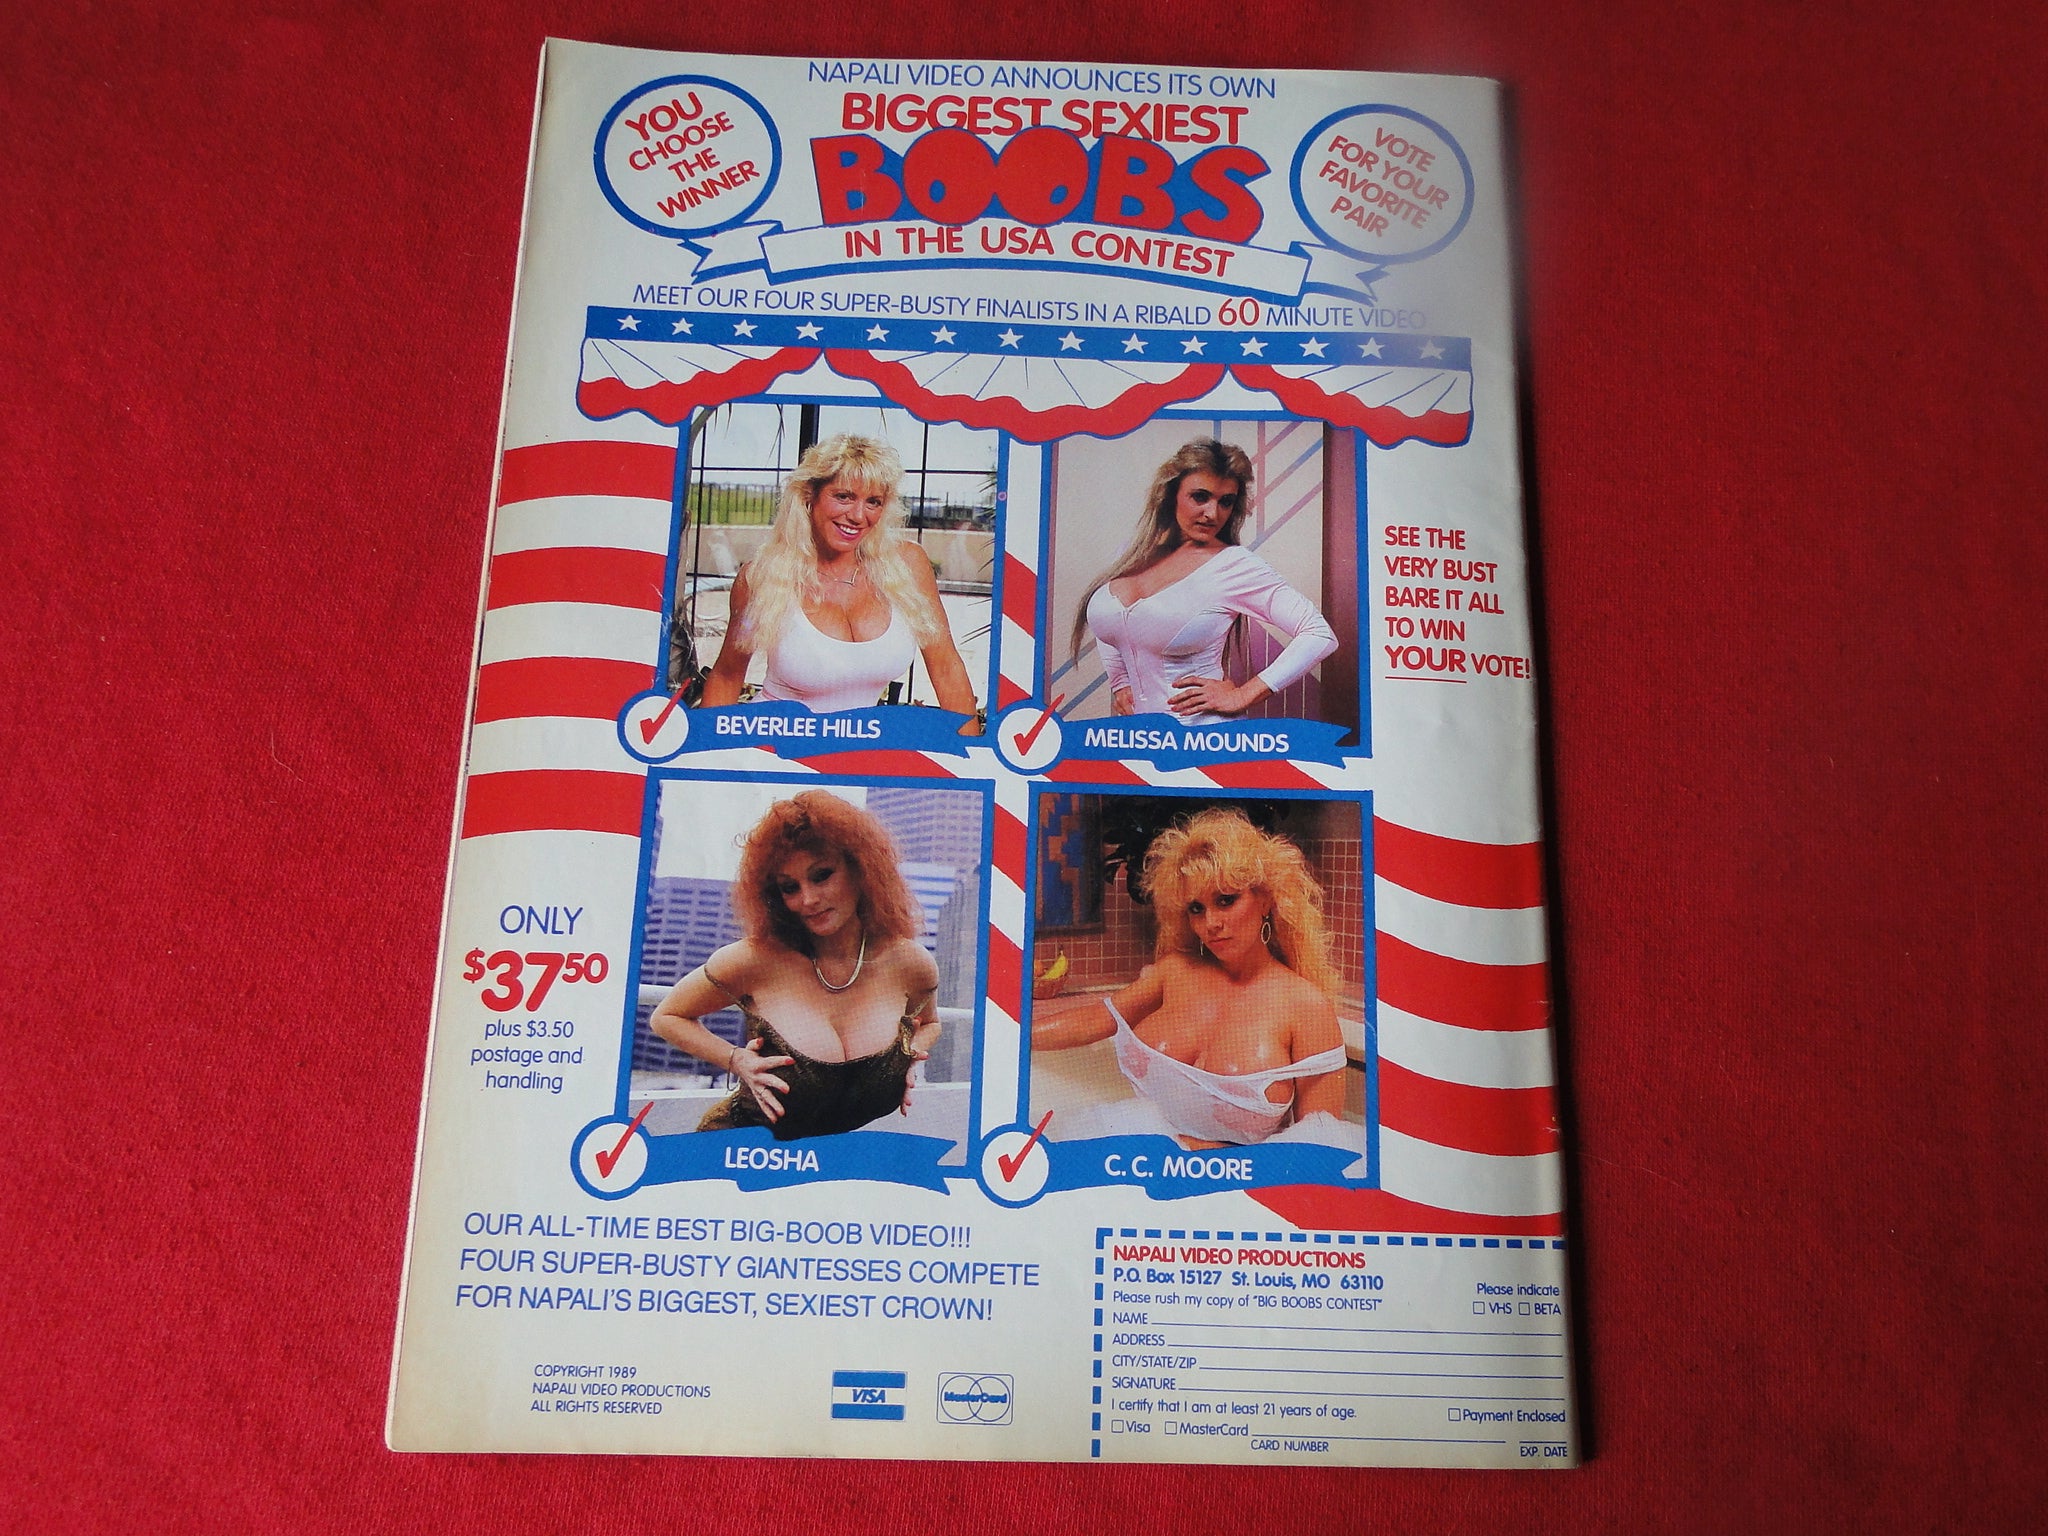 NAPALI VIDEO ANNOUNCES ITS OWN
BIGGEST SEXIEST
BOOBS
IN THE USA CONTEST
YOU
CHOOSE
THE
WINNER
VOTE
FOR YOUR
FAVORITE
PAIR
MEET OUR FOUR SUPER-BUSTY FINALISTS IN A RIBALD 60 MINUTE VIDEO
SEE THE
VERY BUST
BARE IT ALL
TO WIN
YOUR VOTE!
BEVERLEE HILLS
MELISSA MOUNDS
ONLY
$37.50
plus $3.50
postage and
handling
LEOSHA
C. C. MOORE
OUR ALL-TIME BEST BIG-BOOB VIDEO!!!
FOUR SUPER-BUSTY GIANTESSES COMPETE
FOR NAPALI'S BIGGEST, SEXIEST CROWN!
COPYRIGHT 1989
NAPALI VIDEO PRODUCTIONS
ALL RIGHTS RESERVED
VISA
MasterCard
NAPALI VIDEO PRODUCTIONS
P.O. Box 15127 St. Louis, MO 63110
Please rush my copy of "BIG BOOBS CONTEST"
Please indicate
VHS BETA
NAME
ADDRESS
CITY/STATE/ZIP
SIGNATURE
I certify that I am at least 21 years of age.
Payment Enclosed
Visa MasterCard
CARD NUMBER
EXP. DATE